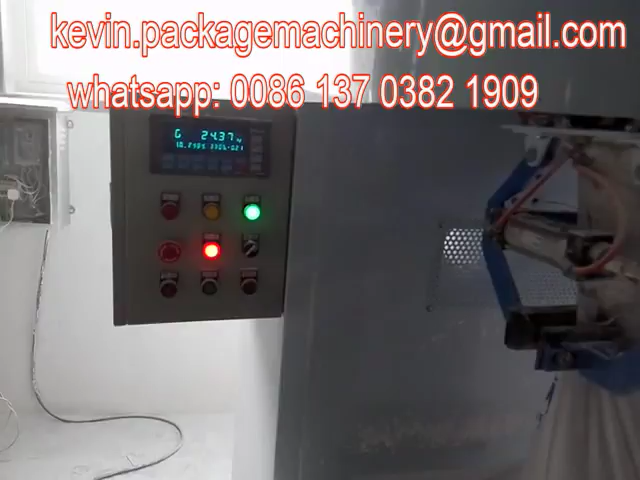 kevin.packagemachinery@gmail.com
whatsapp: 0086 137 0382 1909
G 24.37